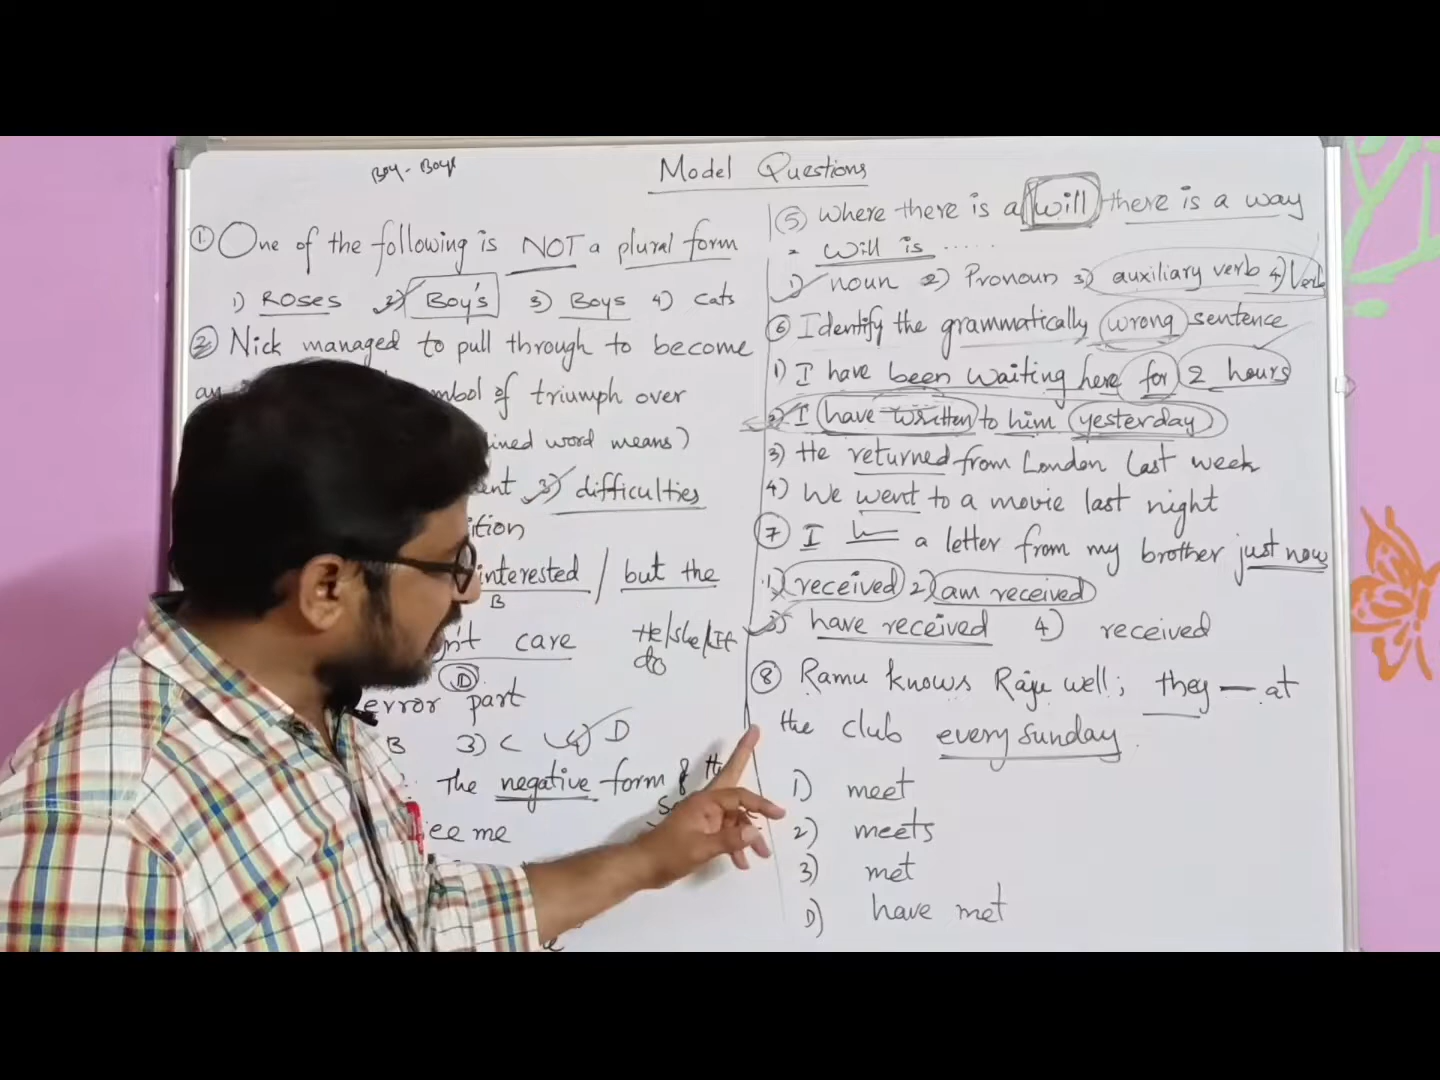 Model Questions
Boy - Boys
① One of the following is NOT a plural form
1) Roses 2) Boy's 3) Boys 4) Cats
② Nick managed to pull through to become
an symbol of triumph over
word means)
3) difficulties
interested / but the
B
care He/She/It
do
D
error part
B 3) C 4) D
The negative form of the
me
⑤ Where there is a will there is a way
Will is .....
1) noun 2) Pronoun 3) auxiliary verb 4) Verb
⑥ Identify the grammatically wrong sentence
1) I have been waiting here for 2 hours
2) I have written to him yesterday
3) He returned from London last week
4) We went to a movie last night
⑦ I a letter from my brother just now
1) received 2) am received
3) have received 4) received
⑧ Ramu knows Raju well; they — at
the club every Sunday.
1) meet
2) meets
3) met
D) have met